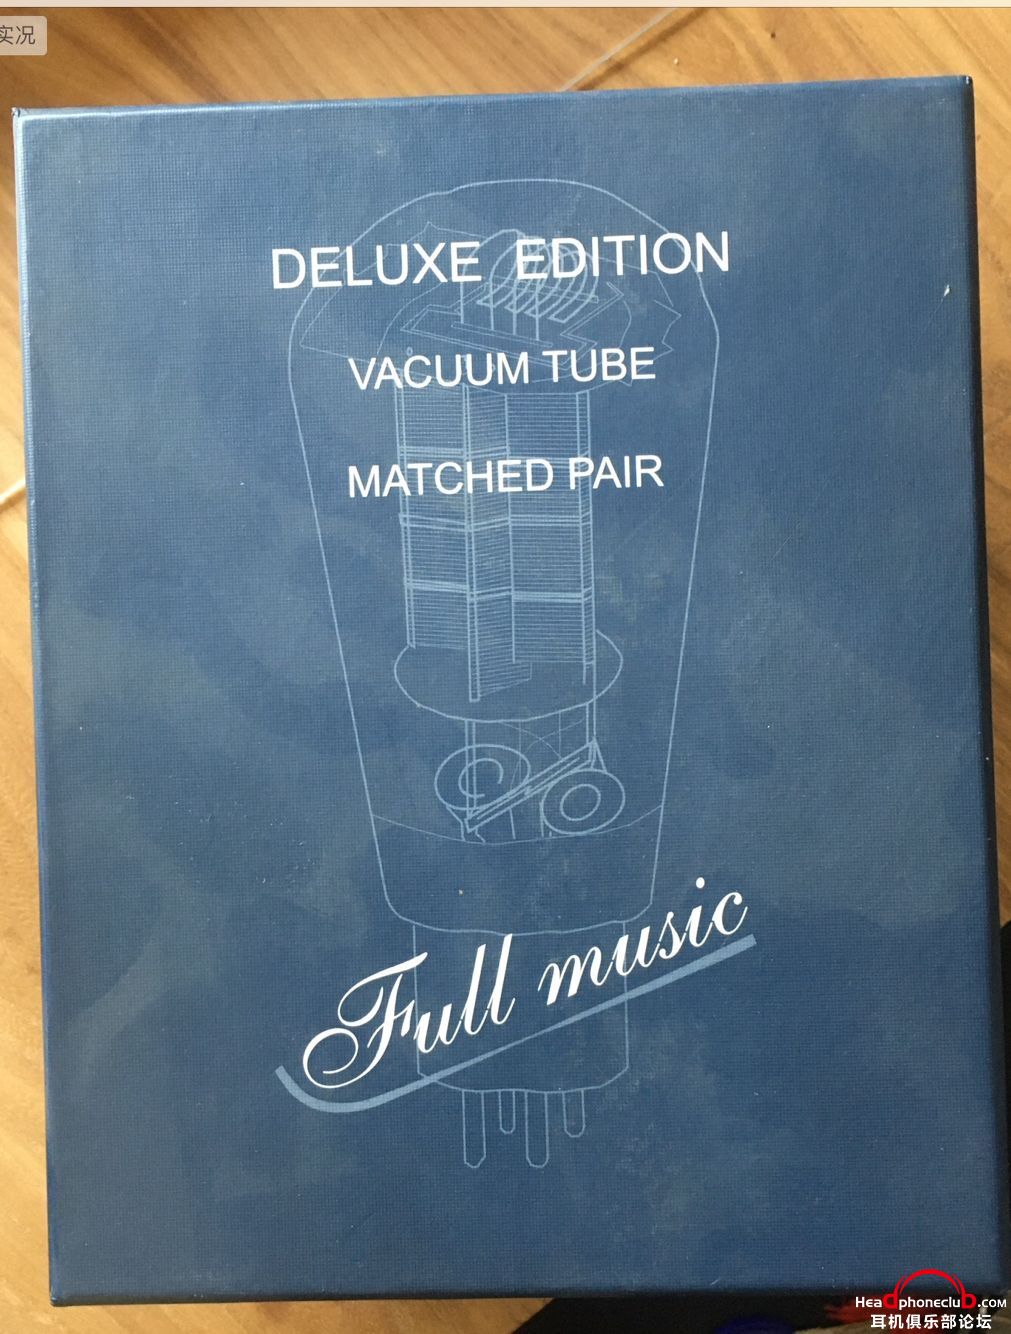 实况
DELUXE EDITION
VACUUM TUBE
MATCHED PAIR
Full music
Headphoneclub.com
耳机俱乐部论坛